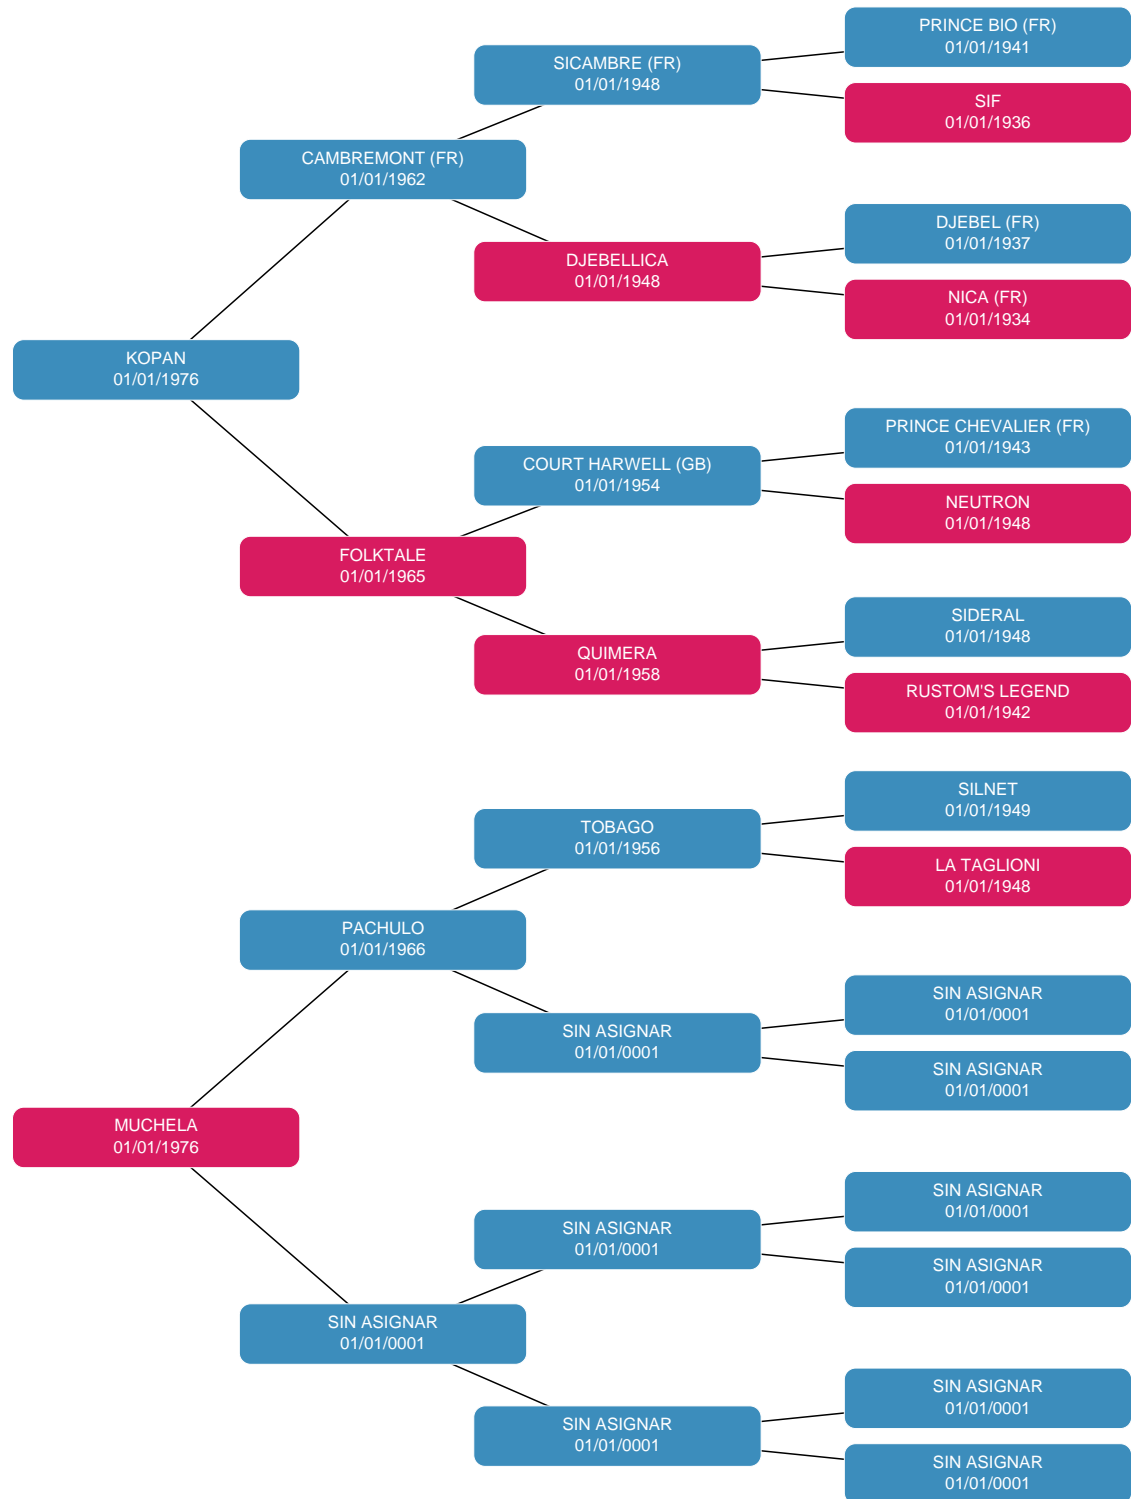 PRINCE BIO (FR)
01/01/1941
SICAMBRE (FR)
01/01/1948
SIF
01/01/1936
CAMBREMONT (FR)
01/01/1962
DJEBEL (FR)
01/01/1937
DJEBELLICA
01/01/1948
NICA (FR)
01/01/1934
KOPAN
01/01/1976
PRINCE CHEVALIER (FR)
01/01/1943
COURT HARWELL (GB)
01/01/1954
NEUTRON
01/01/1948
FOLKTALE
01/01/1965
SIDERAL
01/01/1948
QUIMERA
01/01/1958
RUSTOM'S LEGEND
01/01/1942
SILNET
01/01/1949
TOBAGO
01/01/1956
LA TAGLIONI
01/01/1948
PACHULO
01/01/1966
SIN ASIGNAR
01/01/0001
SIN ASIGNAR
01/01/0001
SIN ASIGNAR
01/01/0001
MUCHELA
01/01/1976
SIN ASIGNAR
01/01/0001
SIN ASIGNAR
01/01/0001
SIN ASIGNAR
01/01/0001
SIN ASIGNAR
01/01/0001
SIN ASIGNAR
01/01/0001
SIN ASIGNAR
01/01/0001
SIN ASIGNAR
01/01/0001